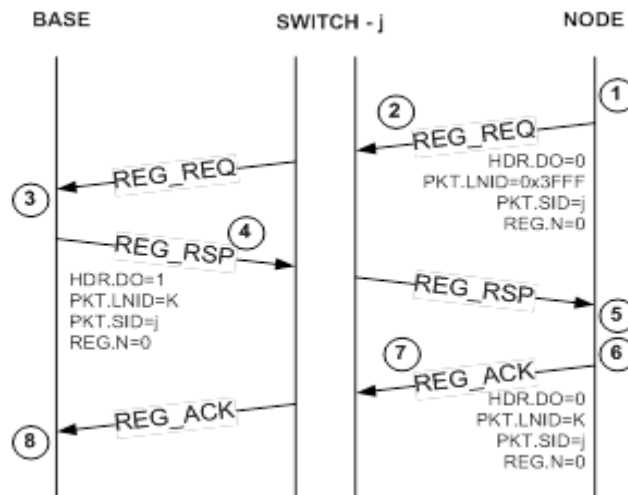 BASE SWITCH - j NODE
1
2
REG_REQ
HDR.DO=0
PKT.LNID=0x3FFF
PKT.SID=j
REG.N=0
REG_REQ
3
4
REG_RSP
HDR.DO=1
PKT.LNID=K
PKT.SID=j
REG.N=0
REG_RSP
5
6
7
REG_ACK
HDR.DO=0
PKT.LNID=K
PKT.SID=j
REG.N=0
REG_ACK
8